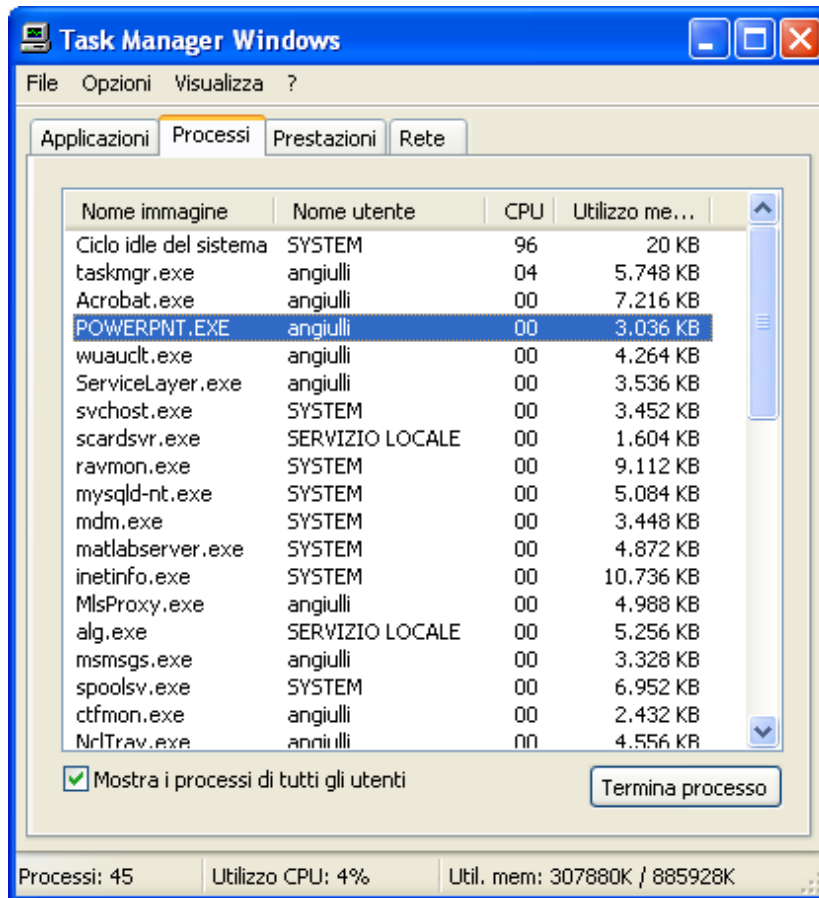 Task Manager Windows
File Opzioni Visualizza ?
Applicazioni Processi Prestazioni Rete
Nome immagine Nome utente CPU Utilizzo me...
Ciclo idle del sistema SYSTEM 96 20 KB
taskmgr.exe angiulli 04 5.748 KB
Acrobat.exe angiulli 00 7.216 KB
POWERPNT.EXE angiulli 00 3.036 KB
wuauclt.exe angiulli 00 4.264 KB
ServiceLayer.exe angiulli 00 3.536 KB
svchost.exe SYSTEM 00 3.452 KB
scardsvr.exe SERVIZIO LOCALE 00 1.604 KB
ravmon.exe SYSTEM 00 9.112 KB
mysqld-nt.exe SYSTEM 00 5.084 KB
mdm.exe SYSTEM 00 3.448 KB
matlabserver.exe SYSTEM 00 4.872 KB
inetinfo.exe SYSTEM 00 10.736 KB
MlsProxy.exe angiulli 00 4.988 KB
alg.exe SERVIZIO LOCALE 00 5.256 KB
msmsgs.exe angiulli 00 3.328 KB
spoolsv.exe SYSTEM 00 6.952 KB
ctfmon.exe angiulli 00 2.432 KB
NclTray.exe angiulli 00 4.556 KB
Mostra i processi di tutti gli utenti Termina processo
Processi: 45 Utilizzo CPU: 4% Util. mem: 307880K / 885928K